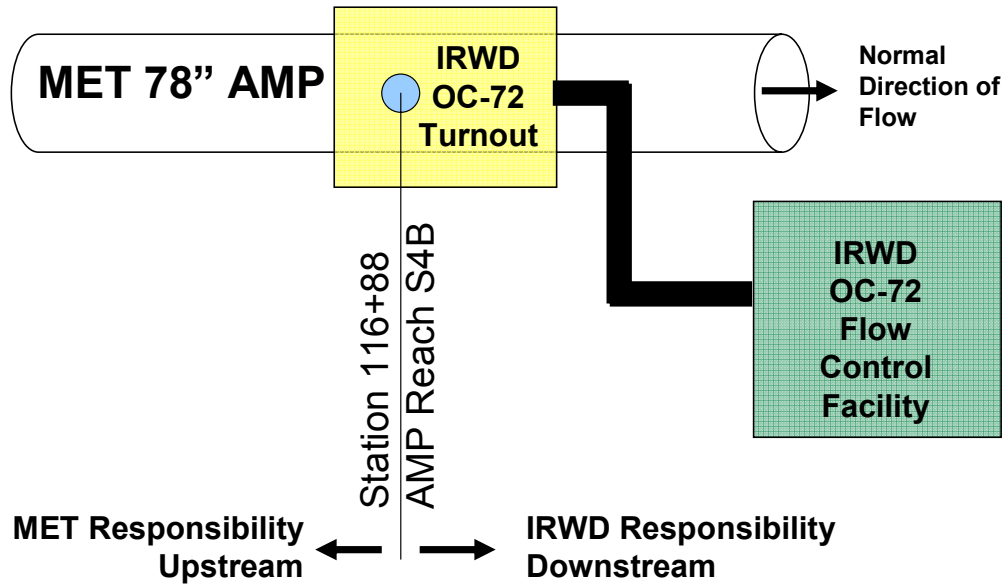 MET 78” AMP
IRWD
OC-72
Turnout
Normal
Direction of
Flow
Station 116+88
AMP Reach S4B
IRWD
OC-72
Flow
Control
Facility
MET Responsibility
Upstream
IRWD Responsibility
Downstream